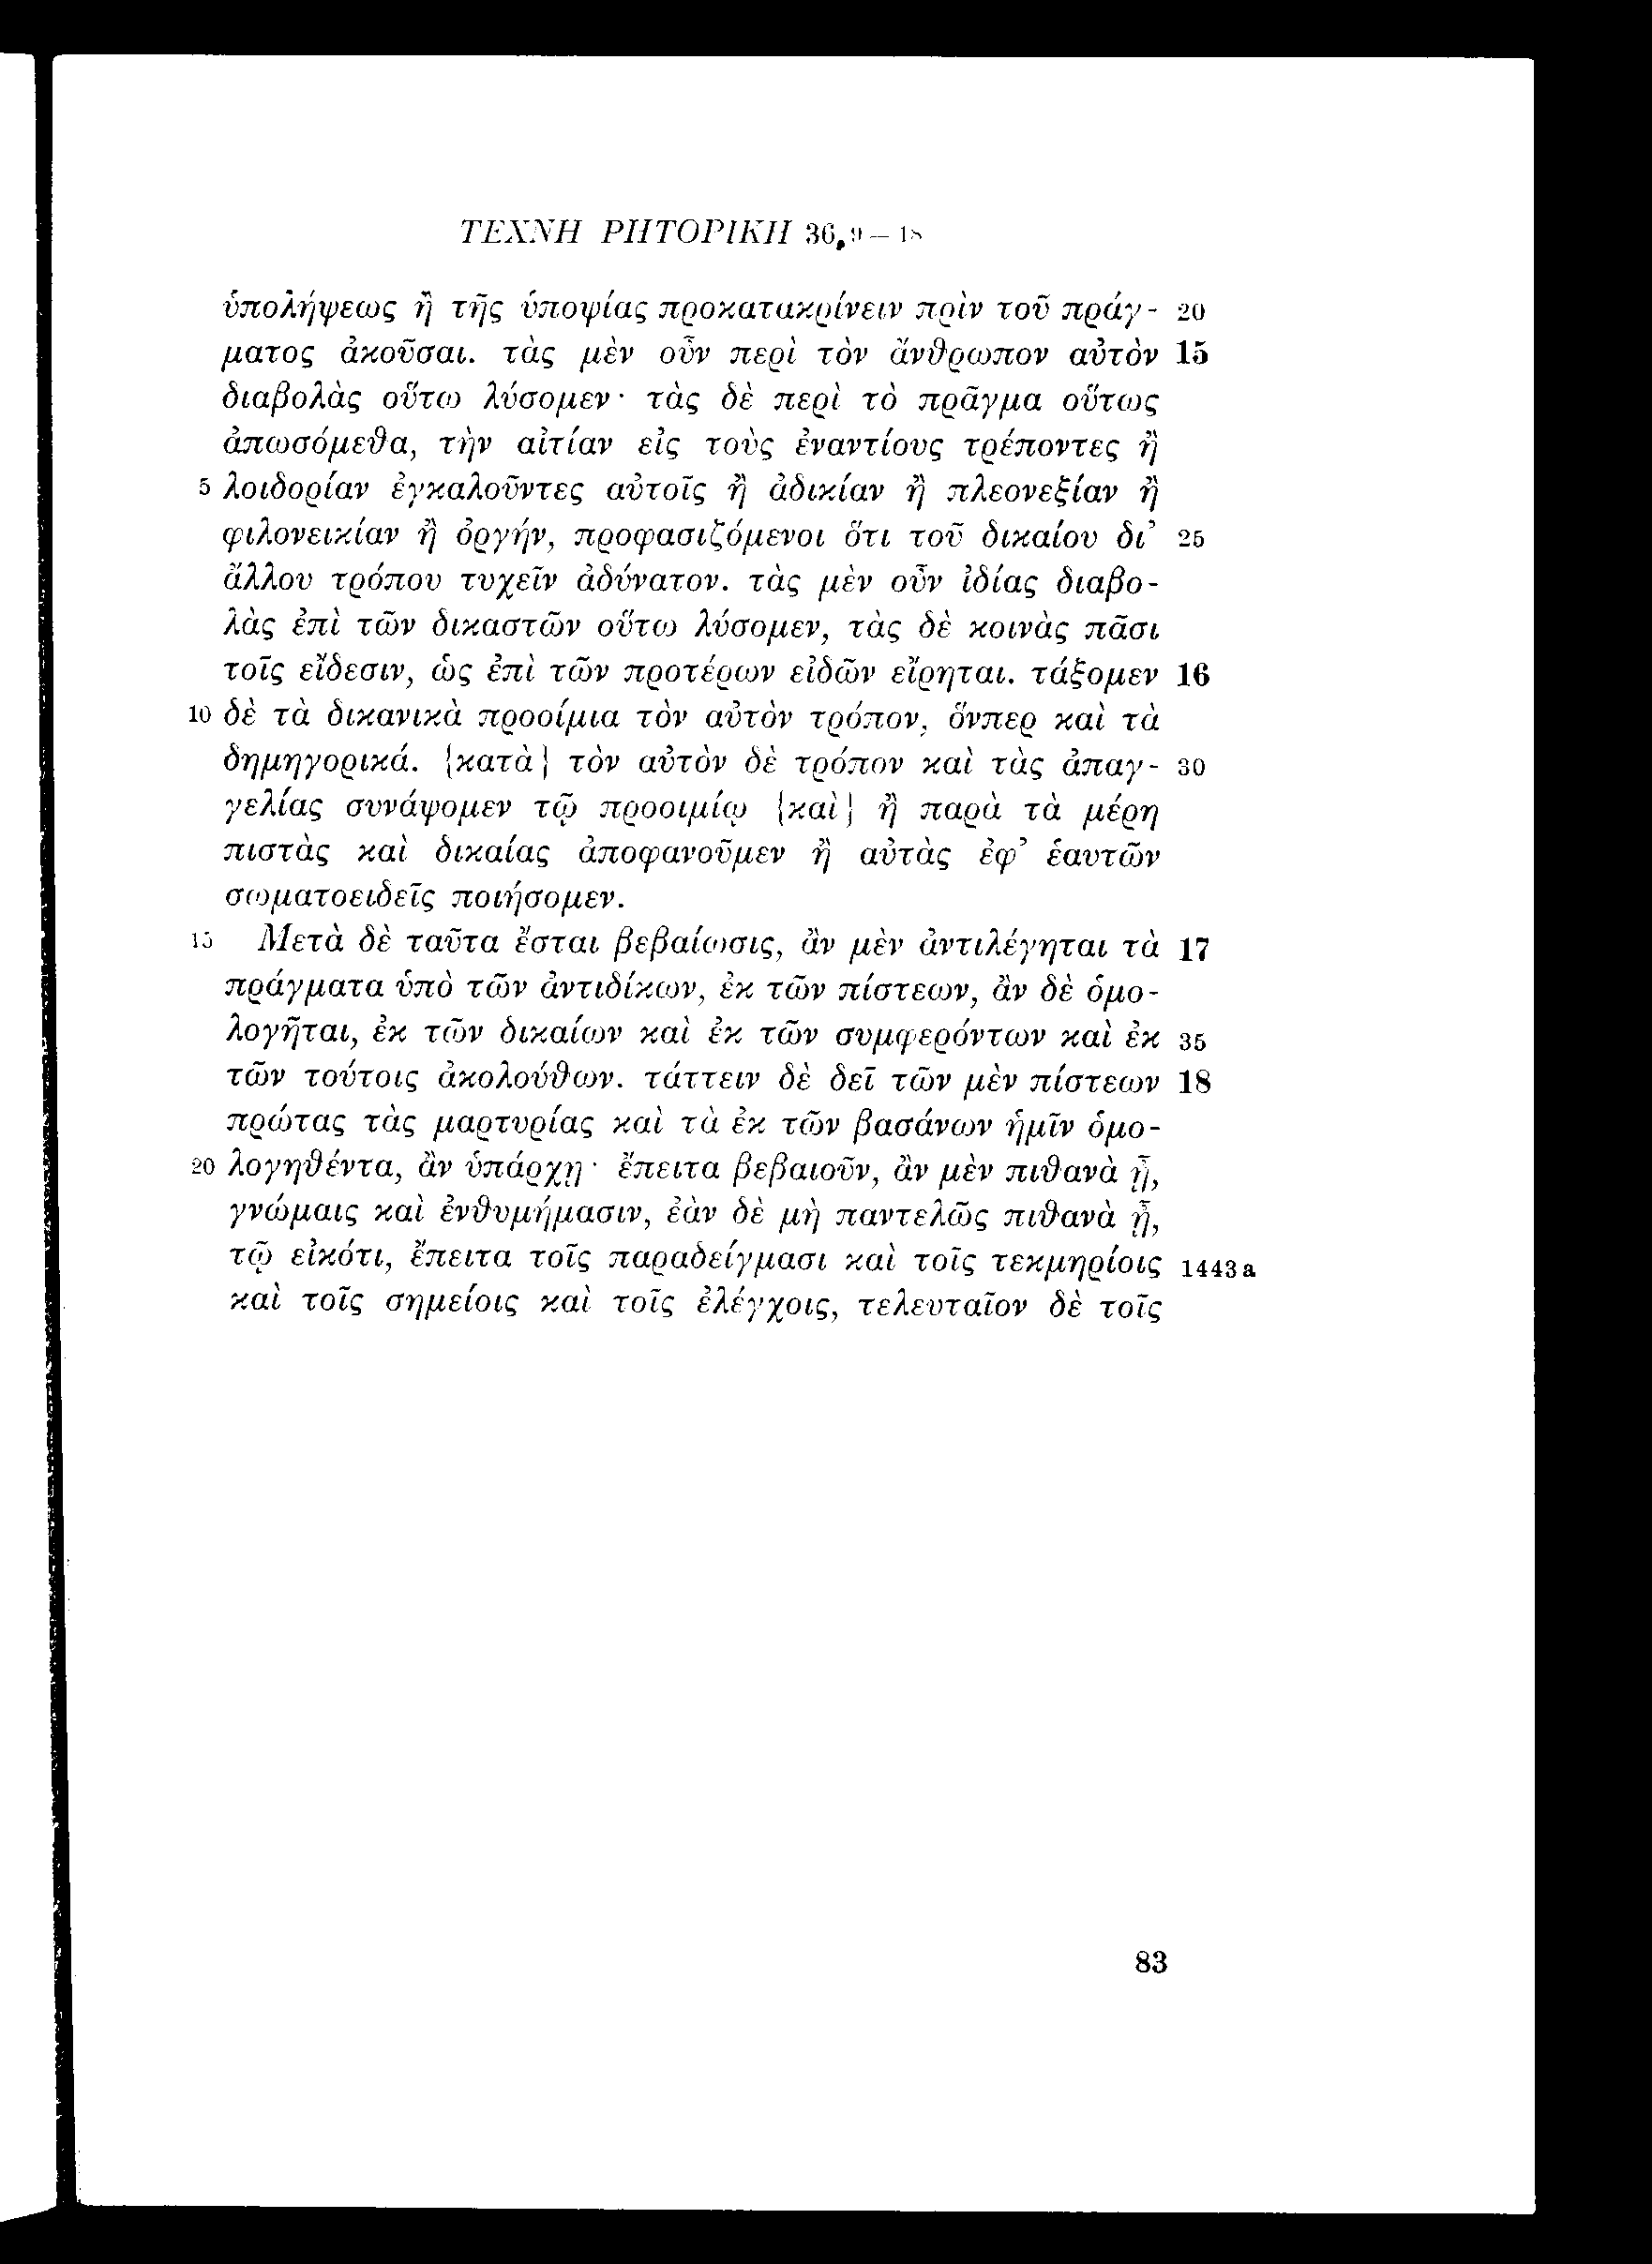 ΤΕΧΝΗ ΡΗΤΟΡΙΚΗ 36,9 – 18
ὑπολήψεως ἢ τῆς ὑποψίας προκατακρίνειν πρὶν τοῦ πράγ- 20
ματος ἀκοῦσαι. τὰς μὲν οὖν περὶ τὸν ἄνθρωπον αὐτὸν 15
διαβολὰς οὕτω λύσομεν· τὰς δὲ περὶ τὸ πρᾶγμα οὕτως
ἀπωσόμεθα, τὴν αἰτίαν εἰς τοὺς ἐναντίους τρέποντες ἢ
5 λοιδορίαν ἐγκαλοῦντες αὐτοῖς ἢ ἀδικίαν ἢ πλεονεξίαν ἢ
φιλονεικίαν ἢ ὀργήν, προφασιζόμενοι ὅτι τοῦ δικαίου δι᾽ 25
ἄλλου τρόπου τυχεῖν ἀδύνατον. τὰς μὲν οὖν ἰδίας διαβο-
λὰς ἐπὶ τῶν δικαστῶν οὕτω λύσομεν, τὰς δὲ κοινὰς πᾶσι
τοῖς εἴδεσιν, ὡς ἐπὶ τῶν προτέρων εἰδῶν εἴρηται. τάξομεν 16
10 δὲ τὰ δικανικὰ προοίμια τὸν αὐτὸν τρόπον, ὅνπερ καὶ τὰ
δημηγορικά. {κατὰ} τὸν αὐτὸν δὲ τρόπον καὶ τὰς ἀπαγ- 30
γελίας συνάψομεν τῷ προοιμίῳ {καὶ} ἢ παρὰ τὰ μέρη
πιστὰς καὶ δικαίας ἀποφανοῦμεν ἢ αὐτὰς ἐφ᾽ ἑαυτῶν
σωματοειδεῖς ποιήσομεν.
15 Μετὰ δὲ ταῦτα ἔσται βεβαίωσις, ἂν μὲν ἀντιλέγηται τὰ 17
πράγματα ὑπὸ τῶν ἀντιδίκων, ἐκ τῶν πίστεων, ἂν δὲ ὁμο-
λογῆται, ἐκ τῶν δικαίων καὶ ἐκ τῶν συμφερόντων καὶ ἐκ 35
τῶν τούτοις ἀκολούθων. τάττειν δὲ δεῖ τῶν μὲν πίστεων 18
πρώτας τὰς μαρτυρίας καὶ τὰ ἐκ τῶν βασάνων ἡμῖν ὁμο-
20 λογηθέντα, ἂν ὑπάρχῃ· ἔπειτα βεβαιοῦν, ἂν μὲν πιθανὰ ᾖ,
γνώμαις καὶ ἐνθυμήμασιν, ἐὰν δὲ μὴ παντελῶς πιθανὰ ᾖ,
τῷ εἰκότι, ἔπειτα τοῖς παραδείγμασι καὶ τοῖς τεκμηρίοις 1443a
καὶ τοῖς σημείοις καὶ τοῖς ἐλέγχοις, τελευταῖον δὲ τοῖς
83